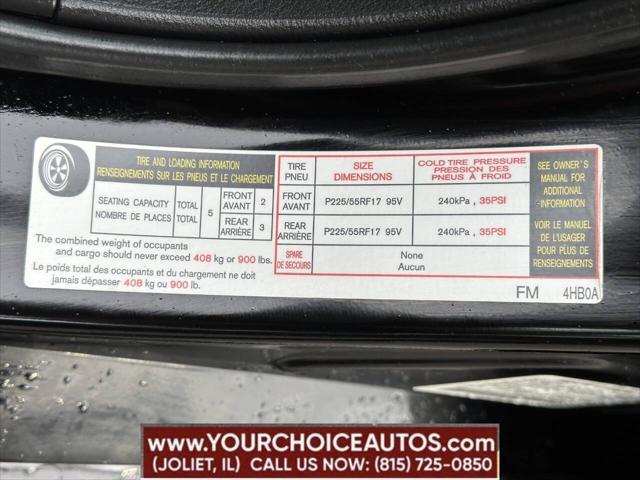 TIRE AND LOADING INFORMATION
RENSEIGNEMENTS SUR LES PNEUS ET LE CHARGEMENT
SEATING CAPACITY
NOMBRE DE PLACES
TOTAL
TOTAL
5
FRONT
AVANT
2
REAR
ARRIÈRE
3
The combined weight of occupants
and cargo should never exceed 408 kg or 900 lbs.
Le poids total des occupants et du chargement ne doit
jamais dépasser 408 kg ou 900 lb.
TIRE
PNEU
SIZE
DIMENSIONS
COLD TIRE PRESSURE
PRESSION DES
PNEUS À FROID
FRONT
AVANT
P225/55RF17 95V
240kPa , 35PSI
REAR
ARRIÈRE
P225/55RF17 95V
240kPa , 35PSI
SPARE
DE SECOURS
None
Aucun
SEE OWNER'S
MANUAL FOR
ADDITIONAL
INFORMATION
VOIR LE MANUEL
DE L'USAGER
POUR PLUS DE
RENSEIGNEMENTS
FM 4HB0A
WWW.YOURCHOICEAUTOS.COM
(JOLIET, IL) CALL US NOW: (815) 725-0850